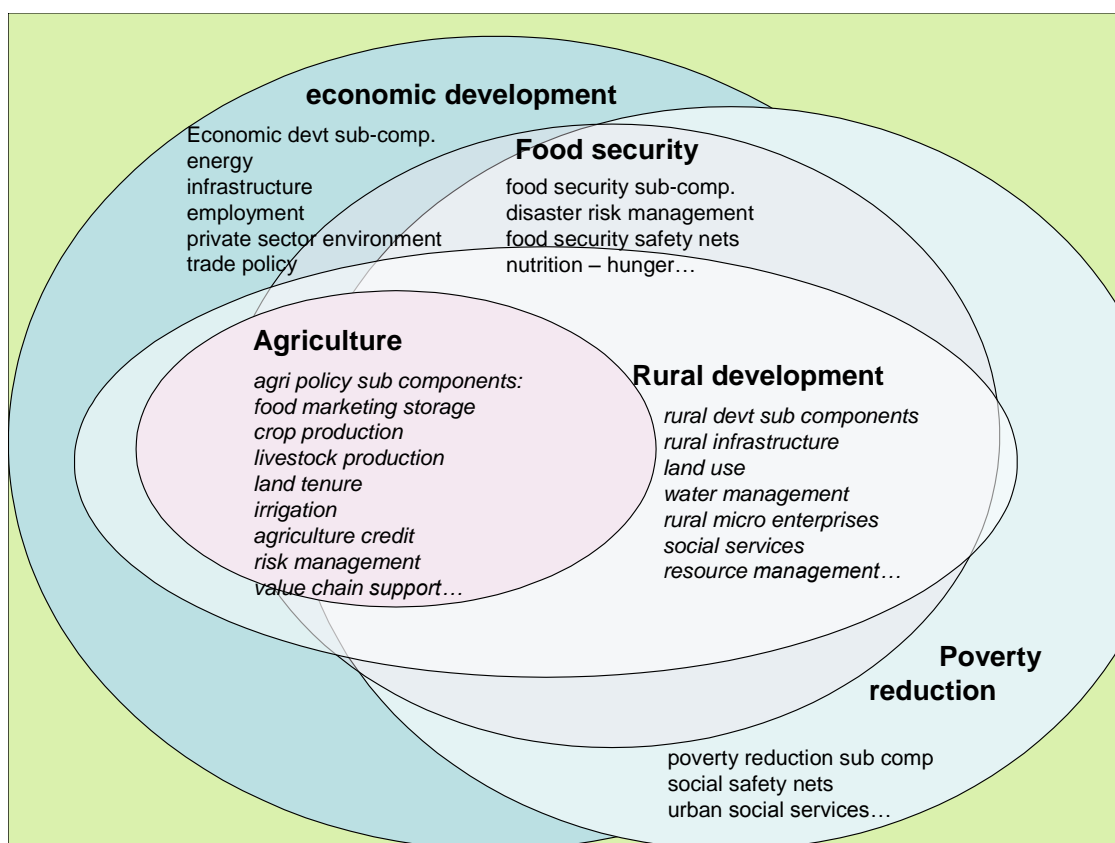 economic development
Economic devt sub-comp.
energy
infrastructure
employment
private sector environment
trade policy
Food security
food security sub-comp.
disaster risk management
food security safety nets
nutrition – hunger…
Agriculture
agri policy sub components:
food marketing storage
crop production
livestock production
land tenure
irrigation
agriculture credit
risk management
value chain support…
Rural development
rural devt sub components
rural infrastructure
land use
water management
rural micro enterprises
social services
resource management…
Poverty
reduction
poverty reduction sub comp
social safety nets
urban social services…